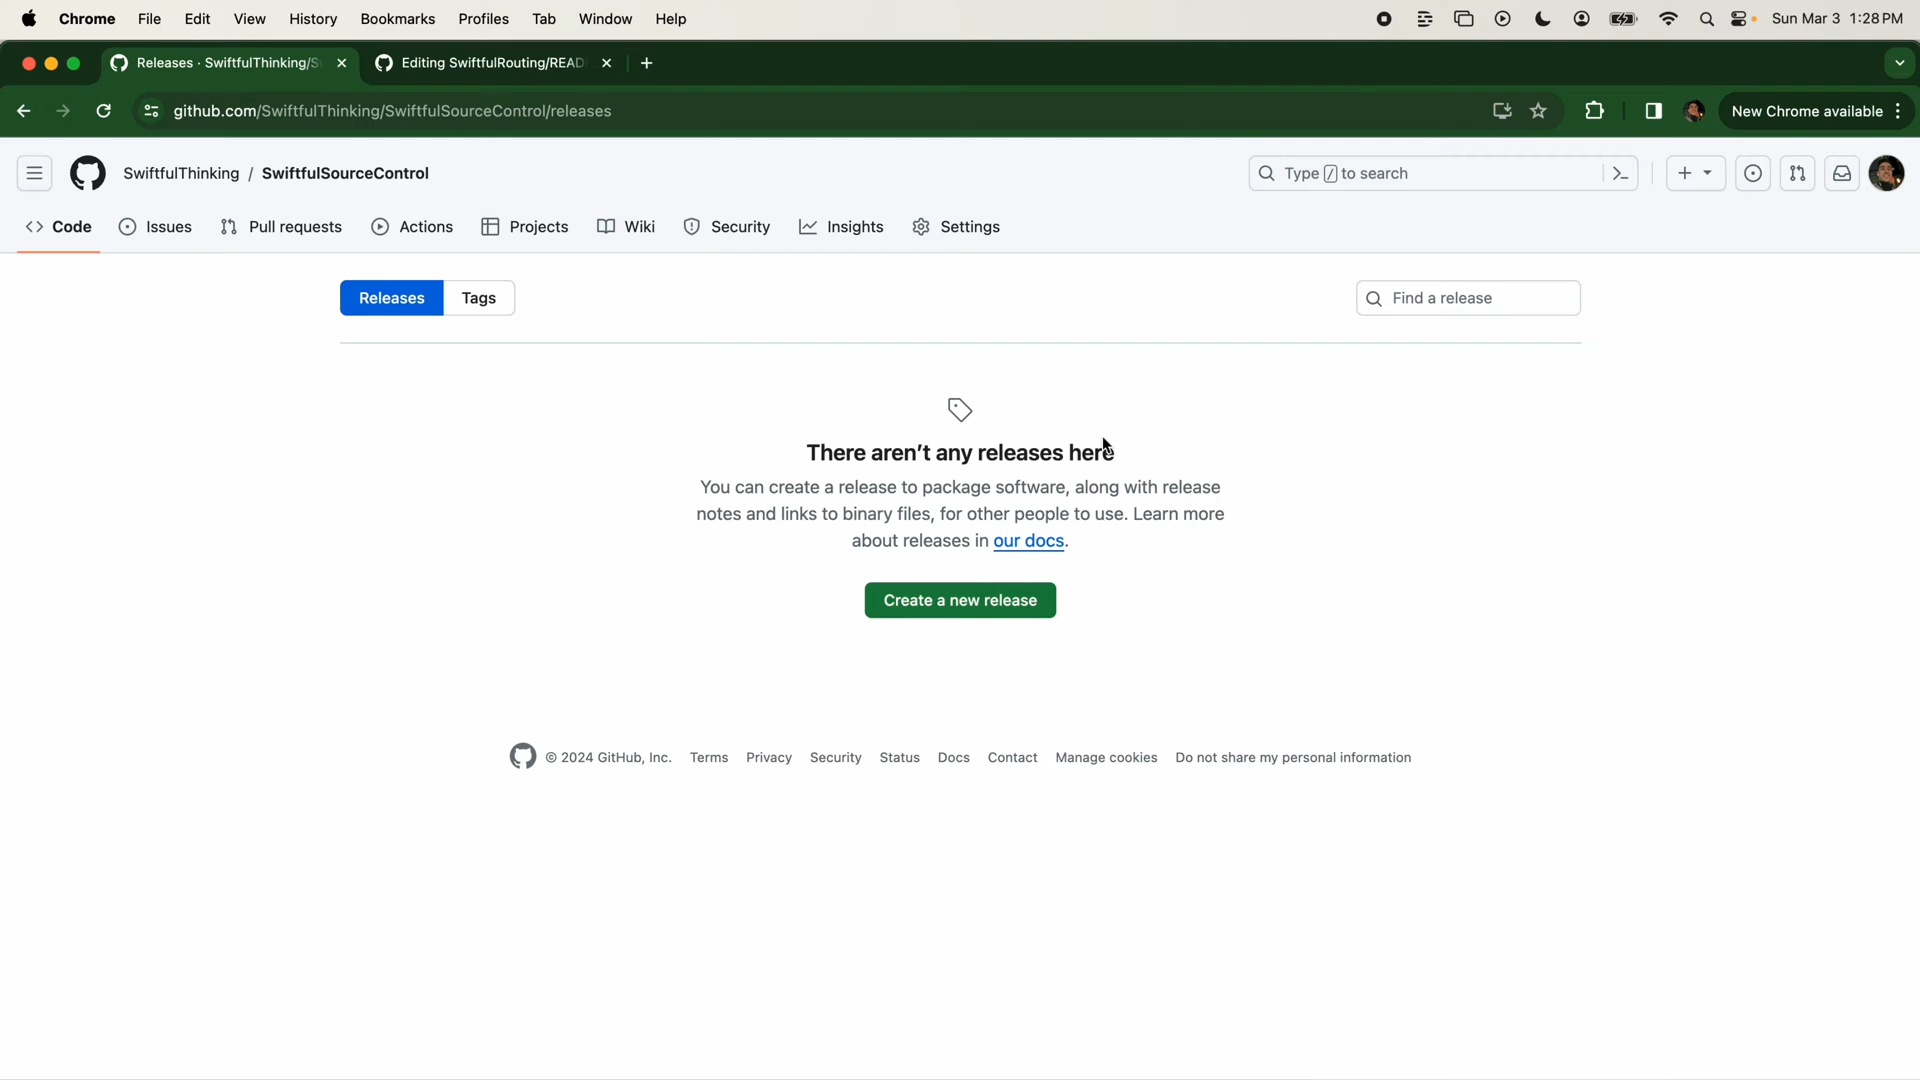 Chrome File Edit View History Bookmarks Profiles Tab Window Help Sun Mar 3 1:28 PM
Releases · SwiftfulThinking/S Editing SwiftfulRouting/READ
github.com/SwiftfulThinking/SwiftfulSourceControl/releases New Chrome available
SwiftfulThinking / SwiftfulSourceControl Type / to search
Code Issues Pull requests Actions Projects Wiki Security Insights Settings
Releases Tags Find a release
There aren't any releases here
You can create a release to package software, along with release
notes and links to binary files, for other people to use. Learn more
about releases in our docs.
Create a new release
© 2024 GitHub, Inc. Terms Privacy Security Status Docs Contact Manage cookies Do not share my personal information